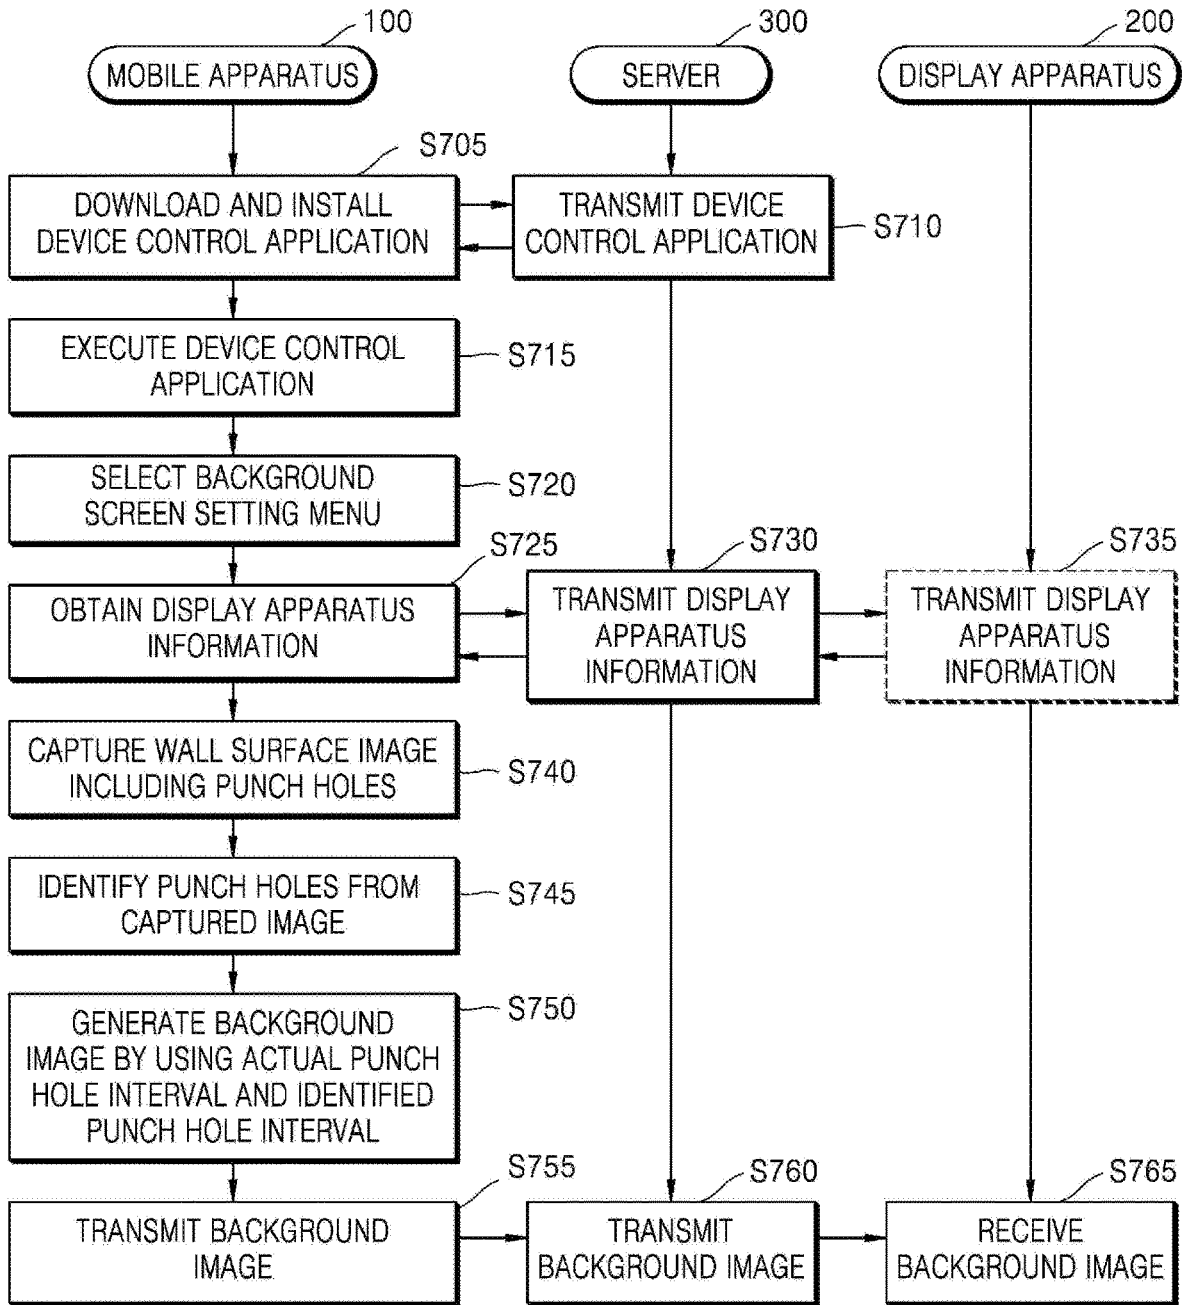 100
300
200
MOBILE APPARATUS
SERVER
DISPLAY APPARATUS
S705
DOWNLOAD AND INSTALL
DEVICE CONTROL APPLICATION
TRANSMIT DEVICE
CONTROL APPLICATION
S710
EXECUTE DEVICE CONTROL
APPLICATION
S715
SELECT BACKGROUND
SCREEN SETTING MENU
S720
S725
S730
S735
OBTAIN DISPLAY APPARATUS
INFORMATION
TRANSMIT DISPLAY
APPARATUS
INFORMATION
TRANSMIT DISPLAY
APPARATUS
INFORMATION
CAPTURE WALL SURFACE IMAGE
INCLUDING PUNCH HOLES
S740
IDENTIFY PUNCH HOLES FROM
CAPTURED IMAGE
S745
GENERATE BACKGROUND
IMAGE BY USING ACTUAL PUNCH
HOLE INTERVAL AND IDENTIFIED
PUNCH HOLE INTERVAL
S750
S755
S760
S765
TRANSMIT BACKGROUND
IMAGE
TRANSMIT
BACKGROUND IMAGE
RECEIVE
BACKGROUND IMAGE